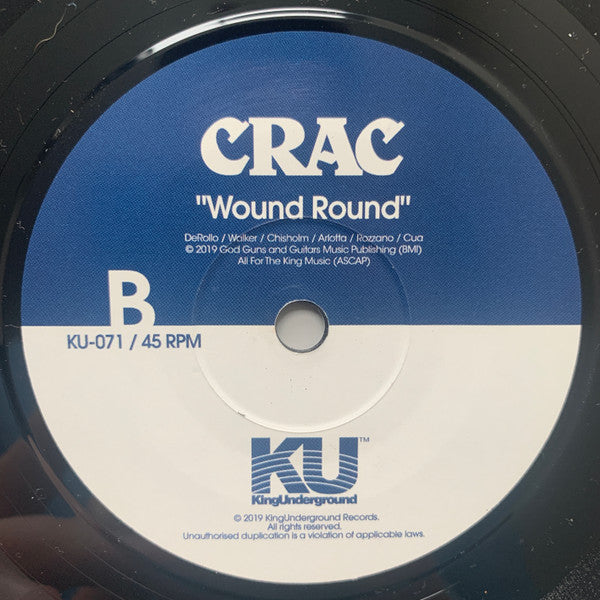 CRAC
"Wound Round"
DeRollo / Walker / Chisholm / Arlotta / Rozzano / Cua
© 2019 God Guns and Guitars Music Publishing (BMI)
All For The King Music (ASCAP)
B
KU-071 / 45 RPM
KU™
KingUnderground
© 2019 KingUnderground Records.
All rights reserved.
Unauthorised duplication is a violation of applicable laws.